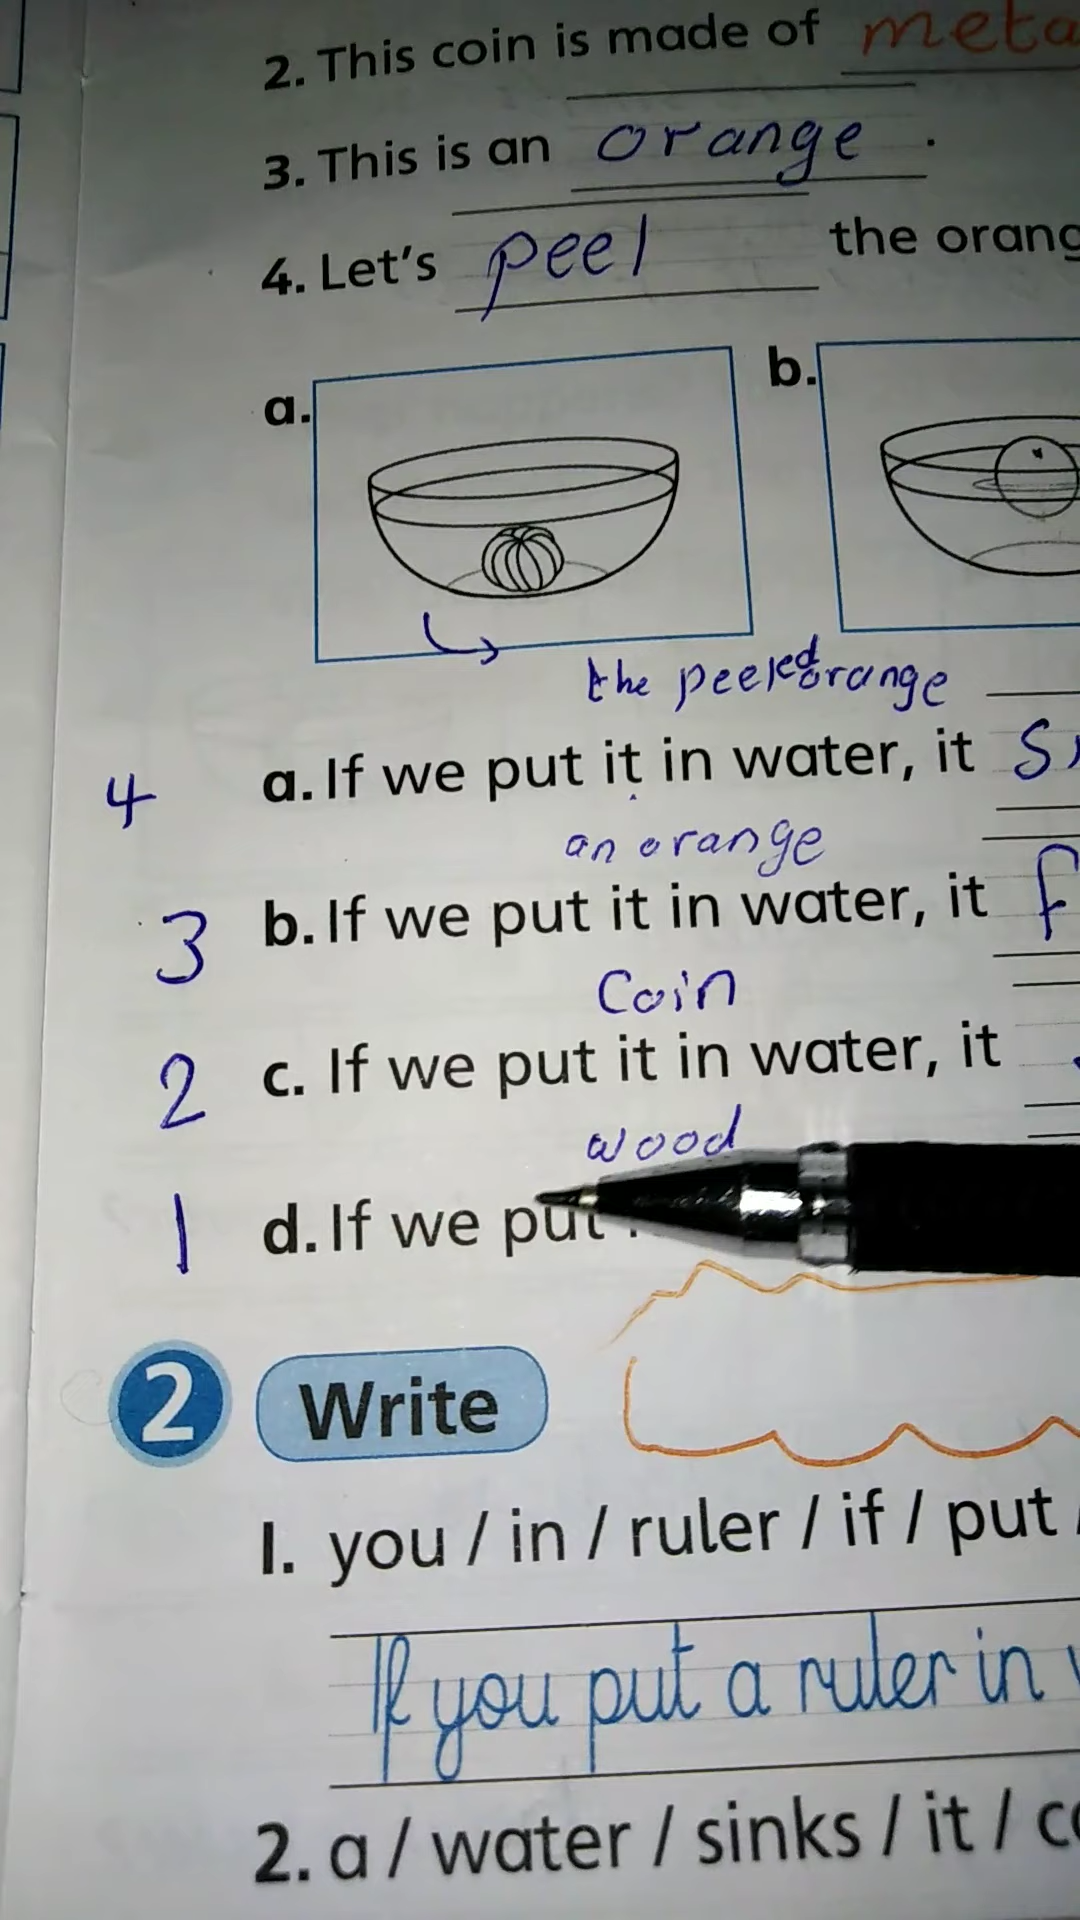 2. This coin is made of meta
3. This is an orange .
4. Let's peel the orang
a.
b.
the peeled orange
4 a. If we put it in water, it
an orange
3 b. If we put it in water, it f
Coin
2 c. If we put it in water, it
wood
1 d. If we put
2 Write
1. you / in / ruler / if / put /
If you put a ruler in
2. a / water / sinks / it / co